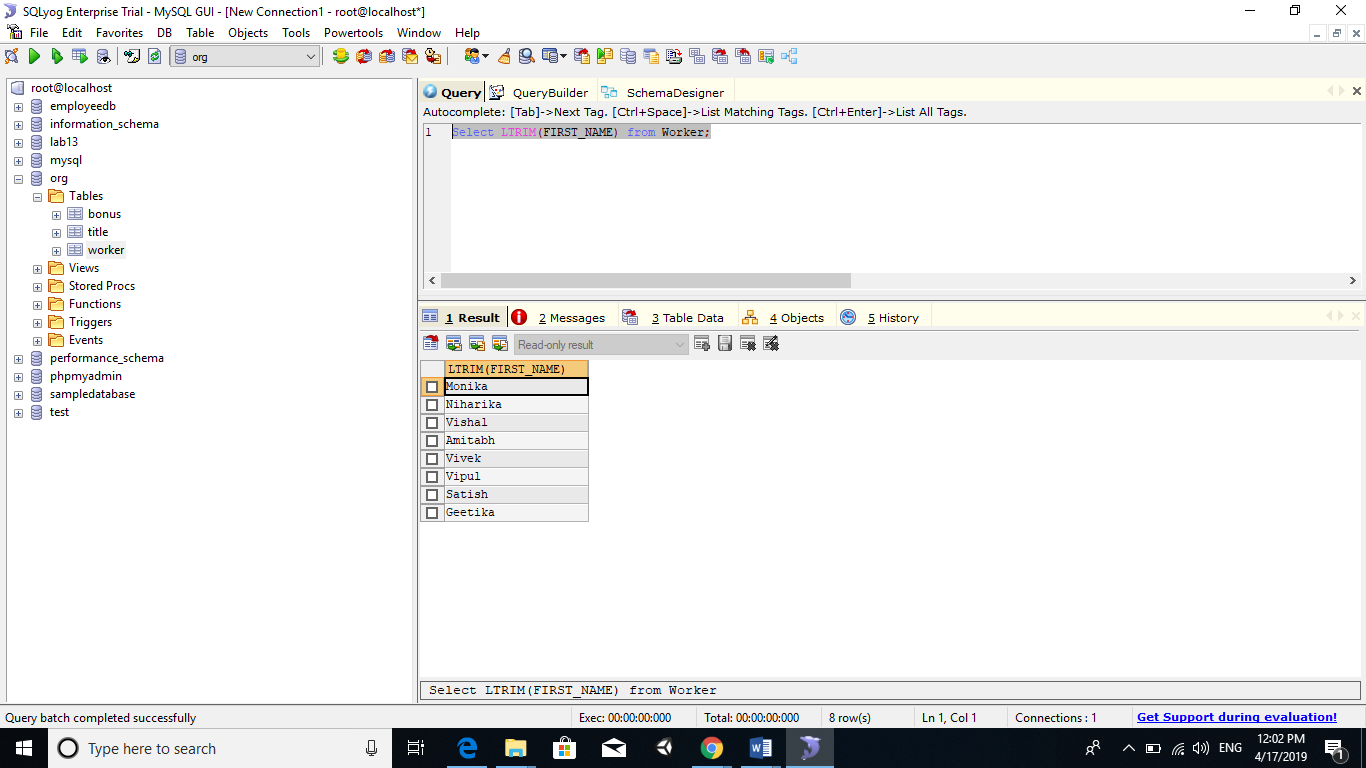 SQLyog Enterprise Trial - MySQL GUI - [New Connection1 - root@localhost*]
File Edit Favorites DB Table Objects Tools Powertools Window Help
org
root@localhost
employeedb
information_schema
lab13
mysql
org
Tables
bonus
title
worker
Views
Stored Procs
Functions
Triggers
Events
performance_schema
phpmyadmin
sampledatabase
test
Query QueryBuilder SchemaDesigner
Autocomplete: [Tab]->Next Tag. [Ctrl+Space]->List Matching Tags. [Ctrl+Enter]->List All Tags.
1 Select LTRIM(FIRST_NAME) from Worker;
1 Result 2 Messages 3 Table Data 4 Objects 5 History
Read-only result
LTRIM(FIRST_NAME)
Monika
Niharika
Vishal
Amitabh
Vivek
Vipul
Satish
Geetika
Select LTRIM(FIRST_NAME) from Worker
Query batch completed successfully Exec: 00:00:00:000 Total: 00:00:00:000 8 row(s) Ln 1, Col 1 Connections : 1 Get Support during evaluation!
Type here to search ENG 12:02 PM
4/17/2019 1